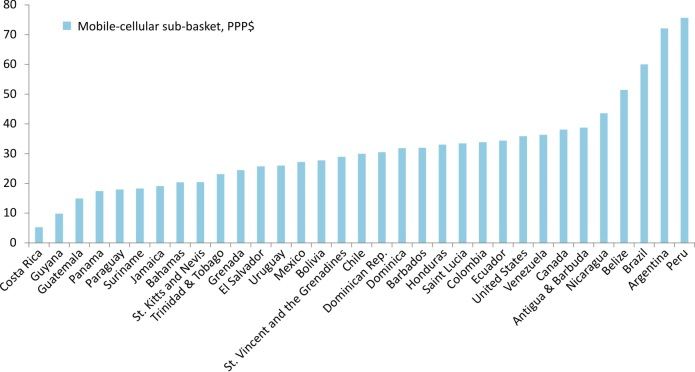 80
Mobile-cellular sub-basket, PPP$
70
60
50
40
30
20
10
0
Costa Rica
Guyana
Guatemala
Panama
Paraguay
Suriname
Jamaica
Bahamas
St. Kitts and Nevis
Trinidad & Tobago
Grenada
El Salvador
Uruguay
Mexico
Bolivia
St. Vincent and the Grenadines
Chile
Dominican Rep.
Dominica
Barbados
Honduras
Saint Lucia
Colombia
Ecuador
United States
Venezuela
Canada
Antigua & Barbuda
Nicaragua
Belize
Brazil
Argentina
Peru